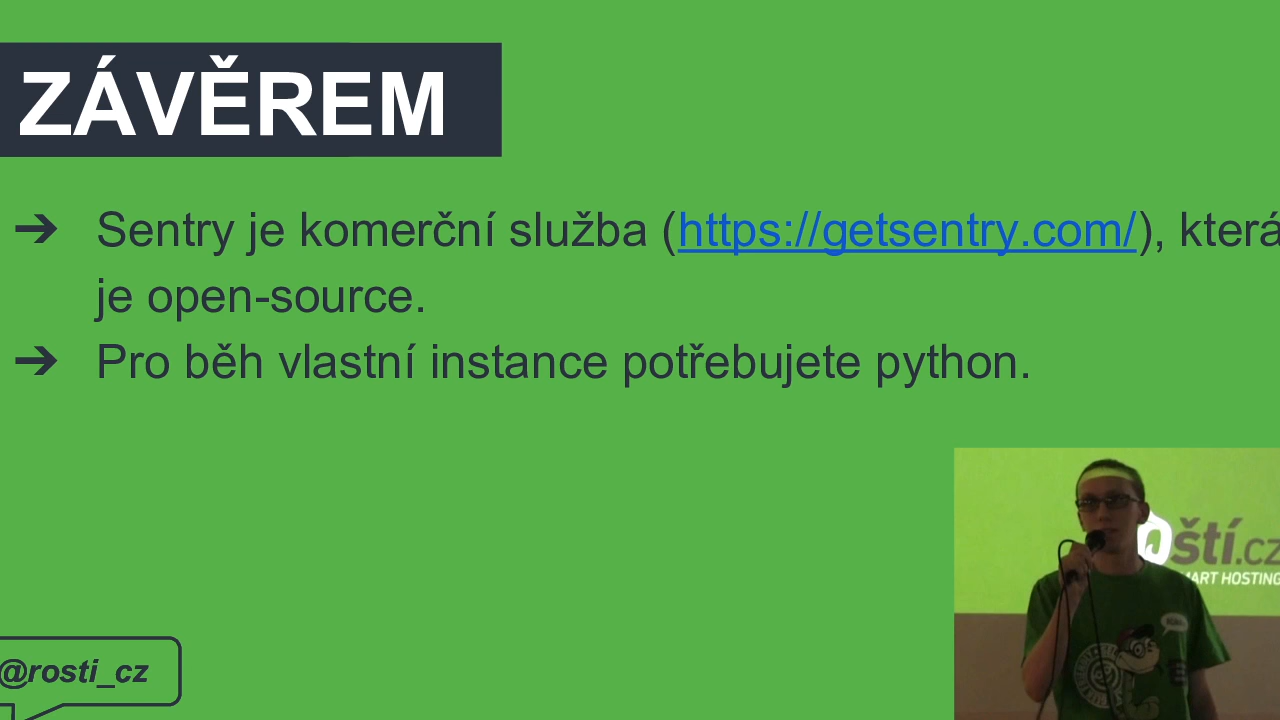 ZÁVĚREM
➔ Sentry je komerční služba (https://getsentry.com/), která
je open-source.
➔ Pro běh vlastní instance potřebujete python.
ští.cz
MART HOSTING
@rosti_cz